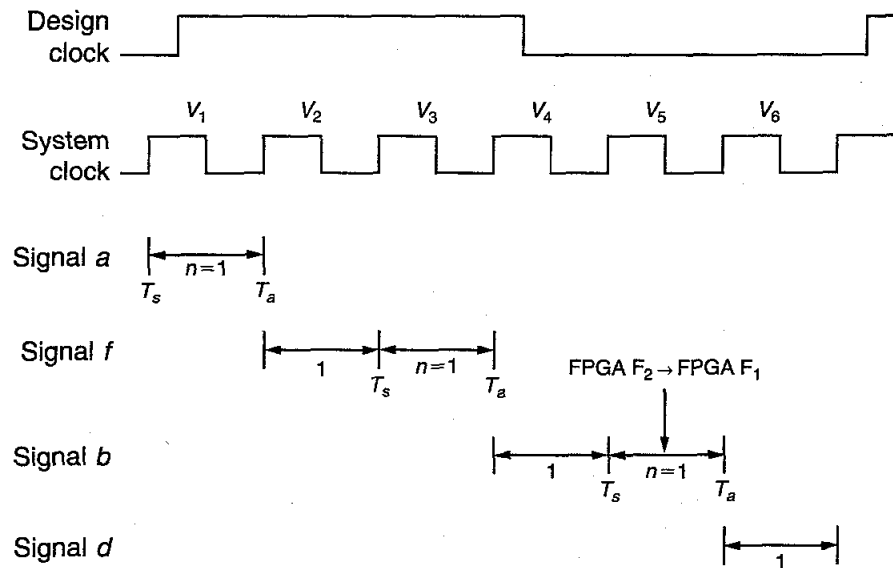 Design
clock
V₁ V₂ V₃ V₄ V₅ V₆
System
clock
Signal a
n=1
Tₛ Tₐ
Signal f
1 n=1
Tₛ Tₐ
FPGA F₂→FPGA F₁
Signal b
1 n=1
Tₛ Tₐ
Signal d
1